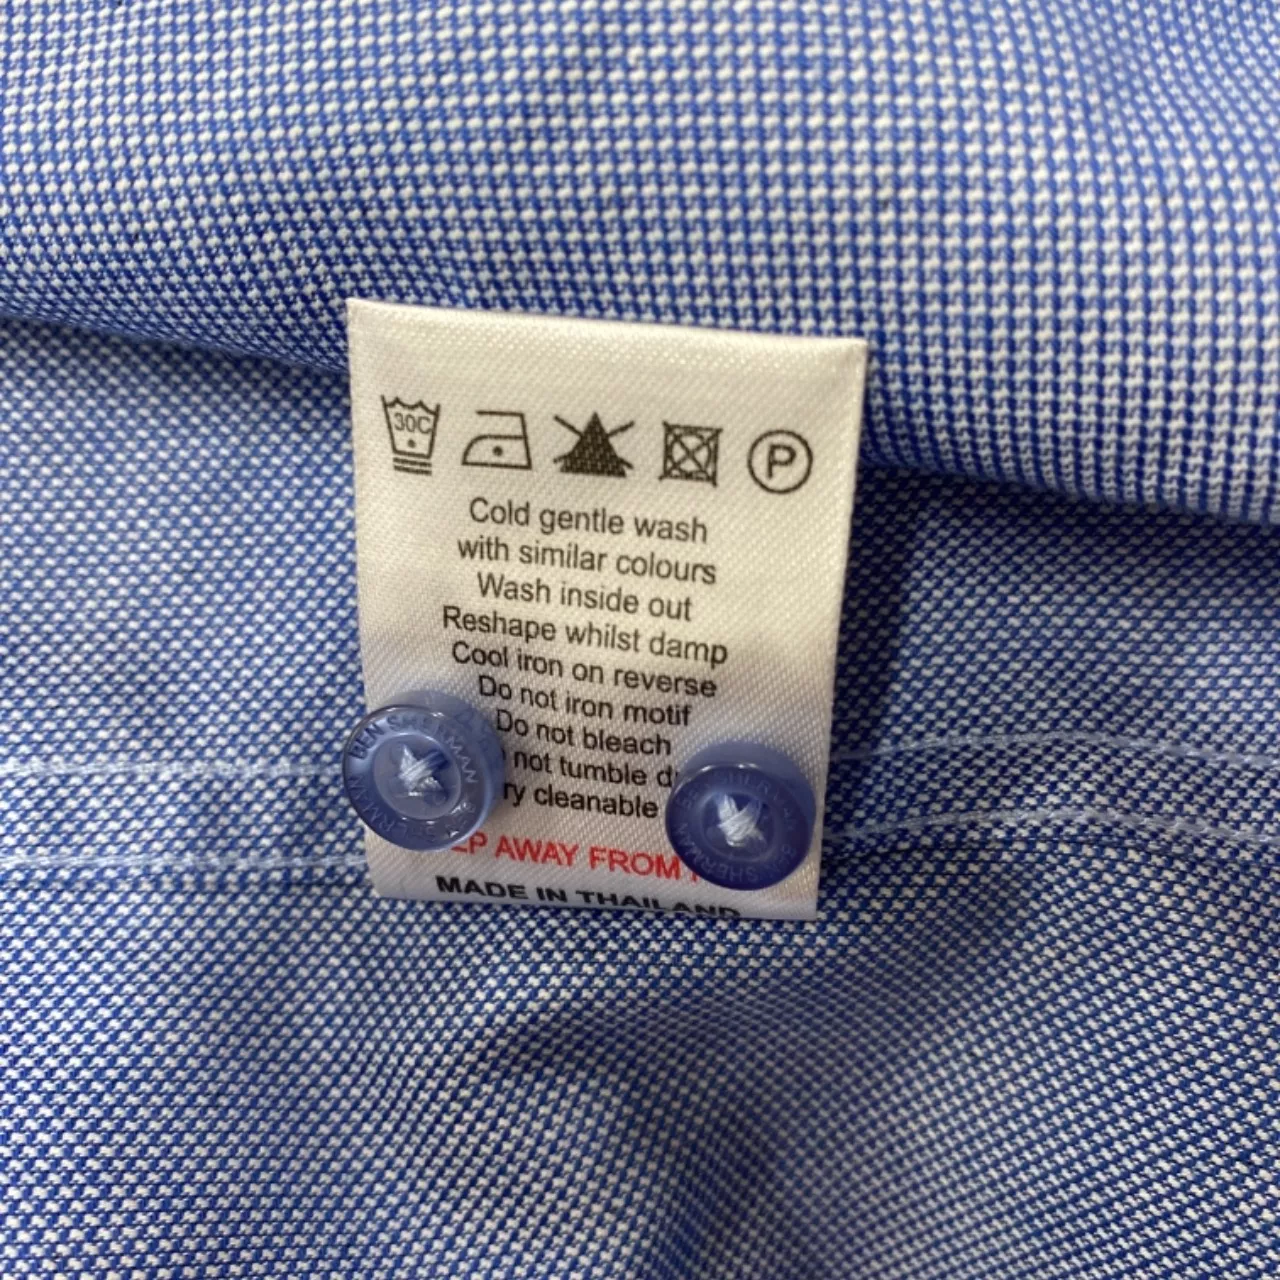 30C
P
Cold gentle wash
with similar colours
Wash inside out
Reshape whilst damp
Cool iron on reverse
Do not iron motif
Do not bleach
not tumble
cleanable
AWAY FROM
MADE IN THAILAND
BEN SHERMAN
SHERMAN